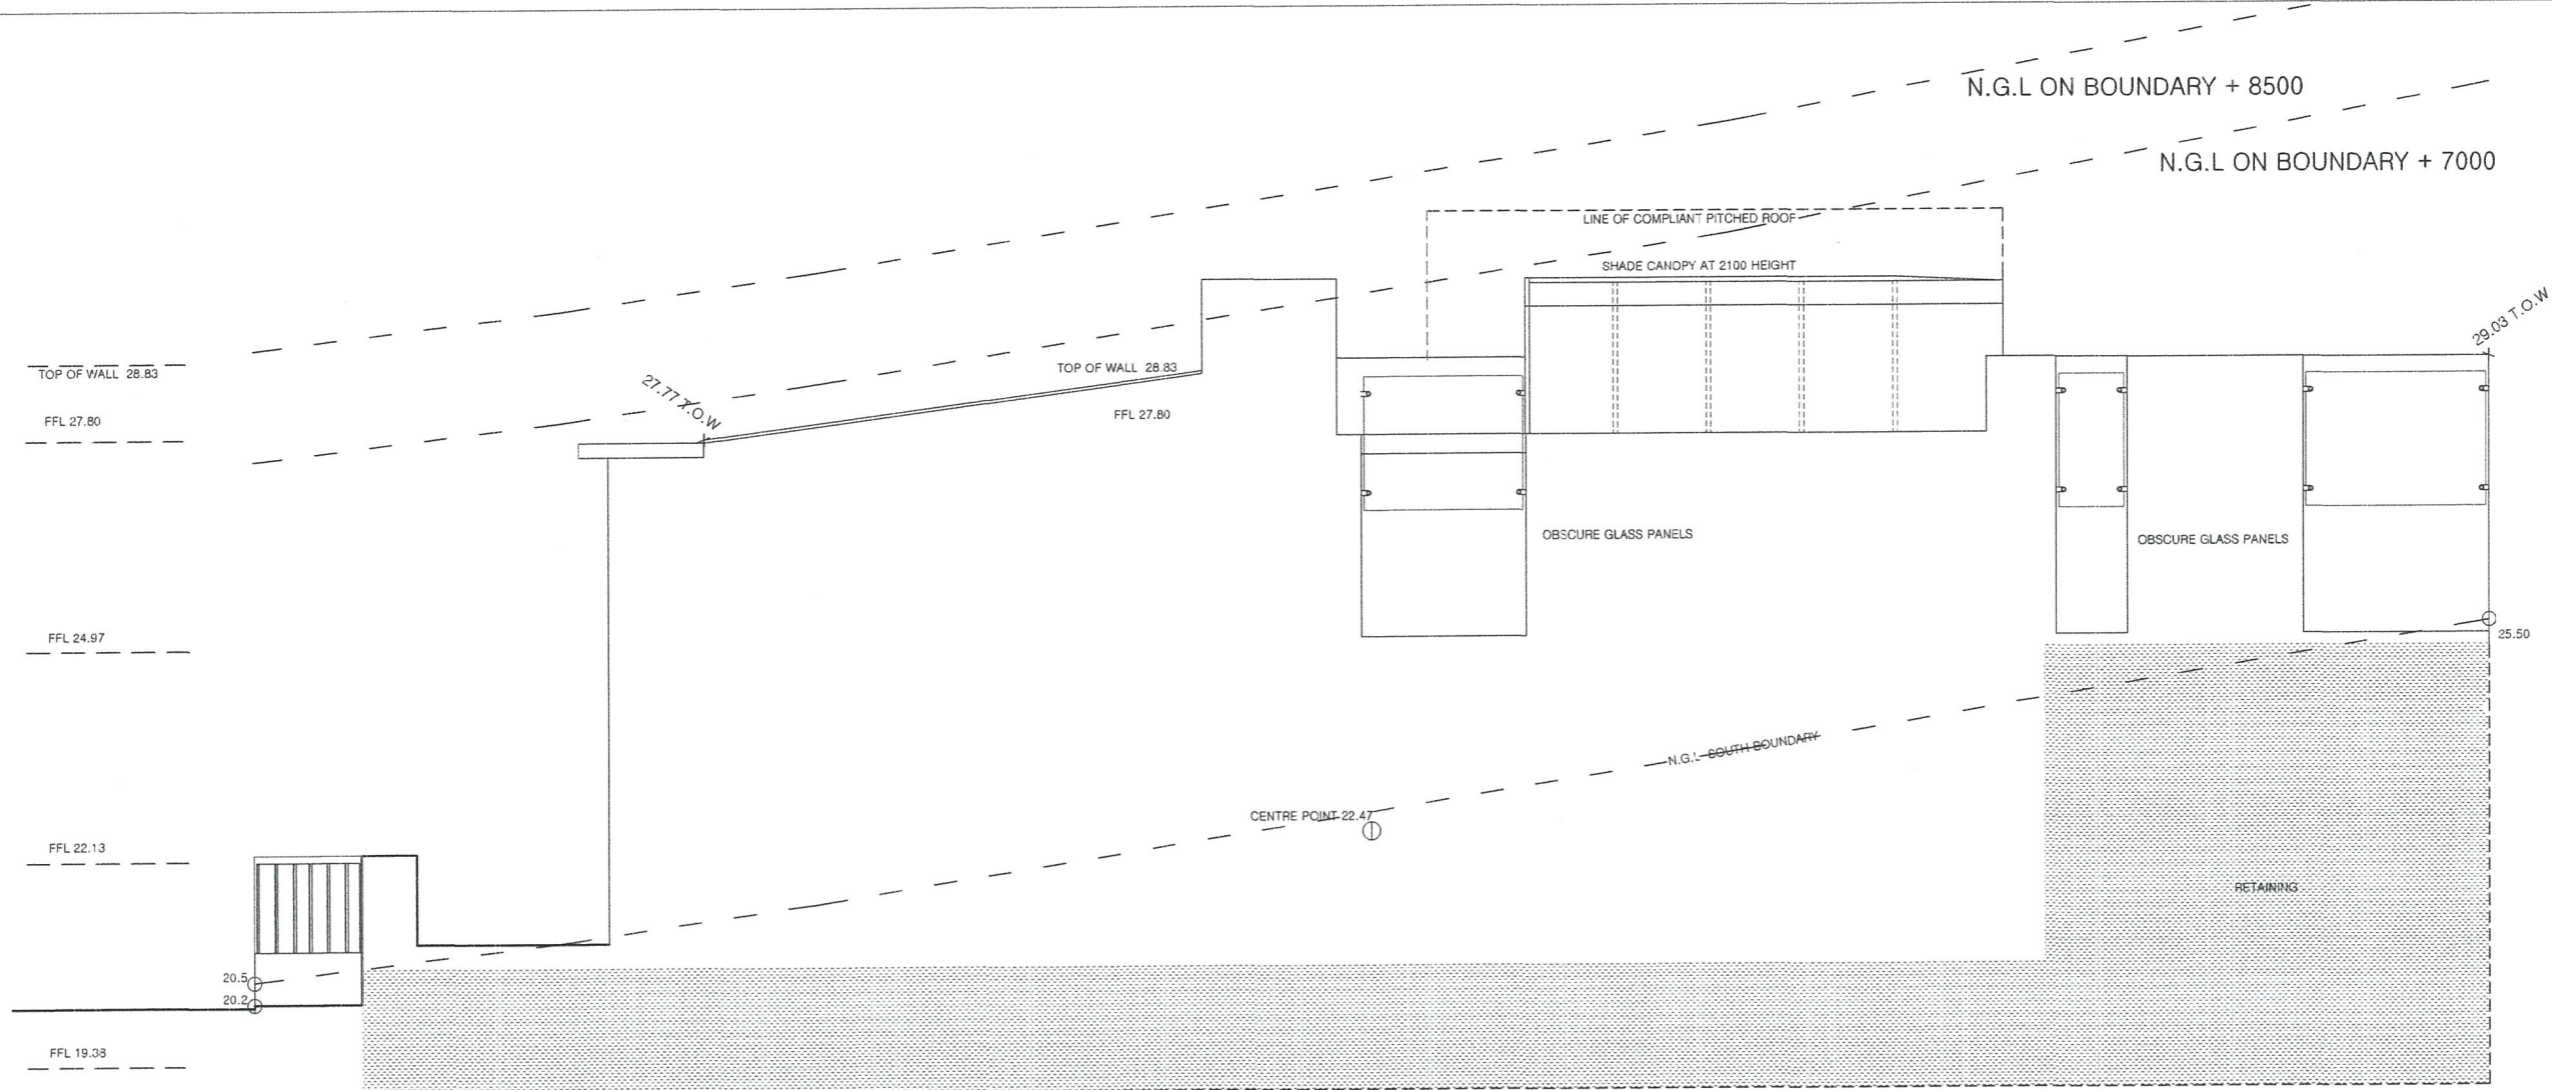 N.G.L ON BOUNDARY + 8500
N.G.L ON BOUNDARY + 7000
LINE OF COMPLIANT PITCHED ROOF
SHADE CANOPY AT 2100 HEIGHT
29.03 T.O.W
TOP OF WALL 28.83
27.77 T.O.W
TOP OF WALL 28.83
FFL 27.80
FFL 27.80
OBSCURE GLASS PANELS
OBSCURE GLASS PANELS
25.50
FFL 24.97
N.G.L SOUTH BOUNDARY
CENTRE POINT 22.47
FFL 22.13
RETAINING
20.5
20.2
FFL 19.38